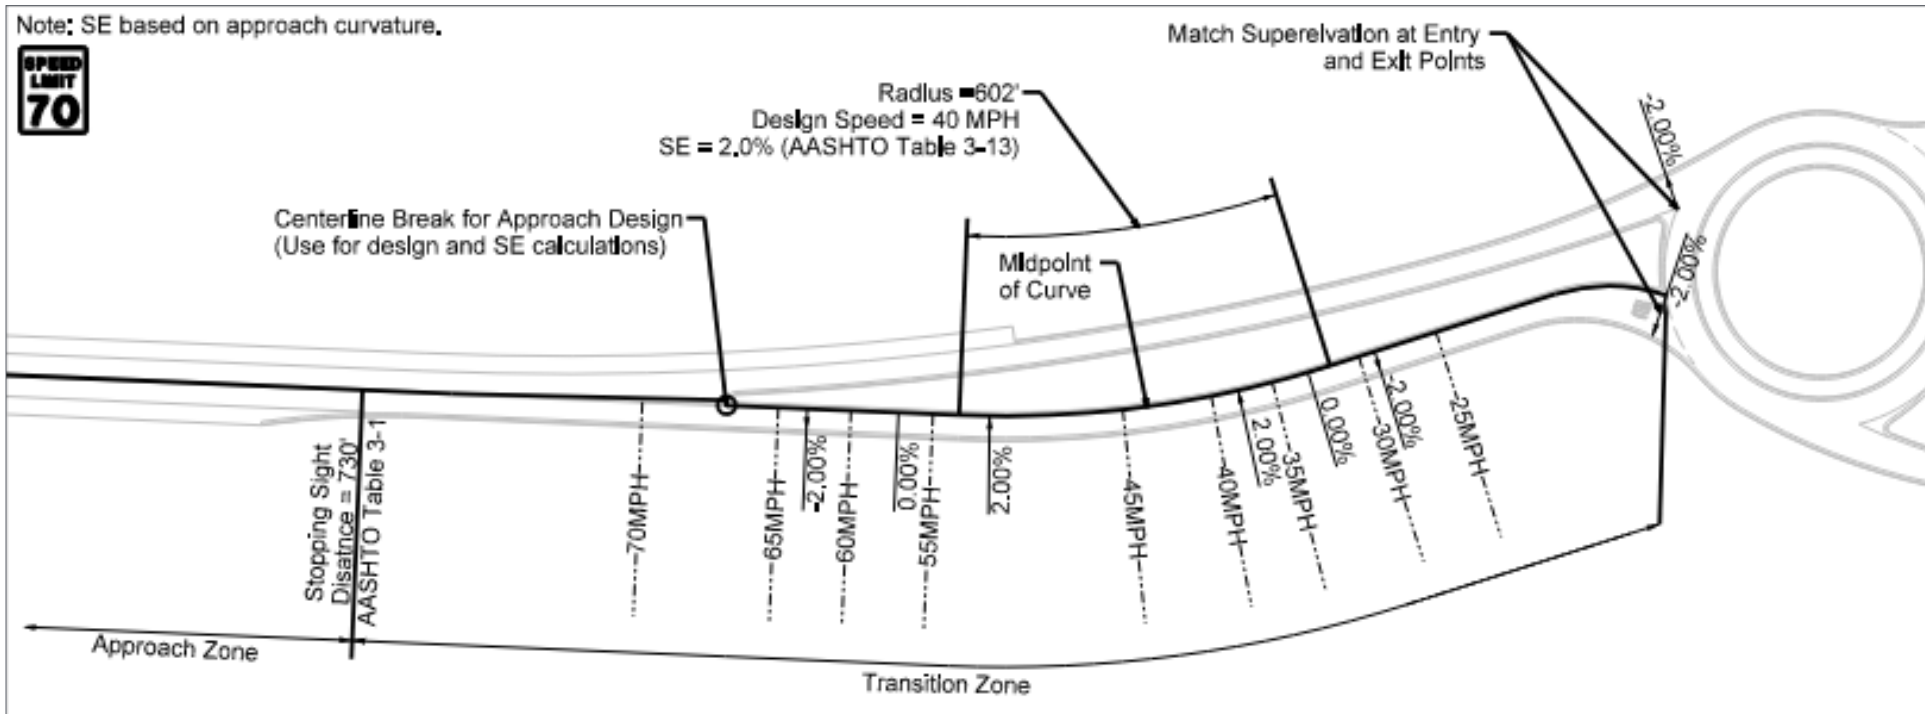 Note: SE based on approach curvature.
SPEED
LIMIT
70
Match Superelvation at Entry
and Exit Points
Radius =602'
Design Speed = 40 MPH
SE = 2.0% (AASHTO Table 3-13)
Centerline Break for Approach Design
(Use for design and SE calculations)
Midpoint
of Curve
-2.00%
-2.00%
Stopping Sight
Disatnce = 730'
AASHTO Table 3-1
70MPH
65MPH
-2.00%
60MPH
0.00%
55MPH
2.00%
45MPH
40MPH
2.00%
35MPH
0.00%
30MPH
-2.00%
25MPH
Approach Zone
Transition Zone